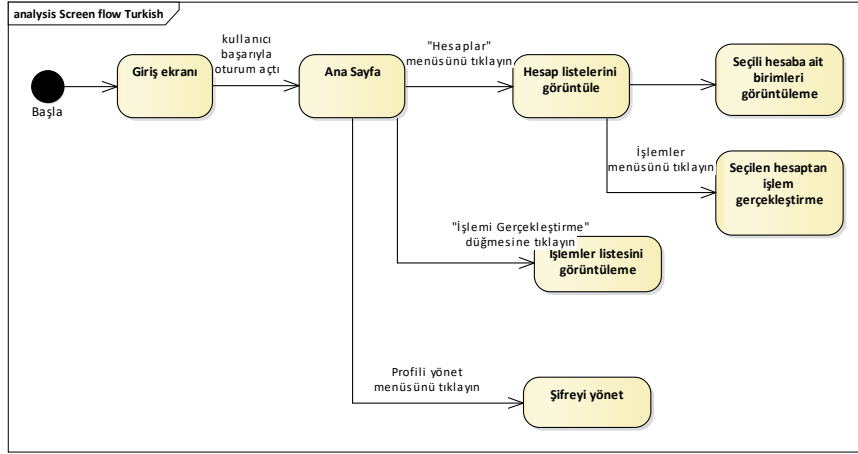 analysis Screen flow Turkish
kullanıcı
başarıyla
oturum açtı
"Hesaplar"
menüsünü tıklayın
Giriş ekranı
Ana Sayfa
Hesap listelerini
görüntüle
Seçili hesaba ait
birimleri
görüntüleme
Başla
İşlemler
menüsünü tıklayın
Seçilen hesaptan
işlem
gerçekleştirme
"İşlemi Gerçekleştirme"
düğmesine tıklayın
İşlemler listesini
görüntüleme
Profili yönet
menüsünü tıklayın
Şifreyi yönet